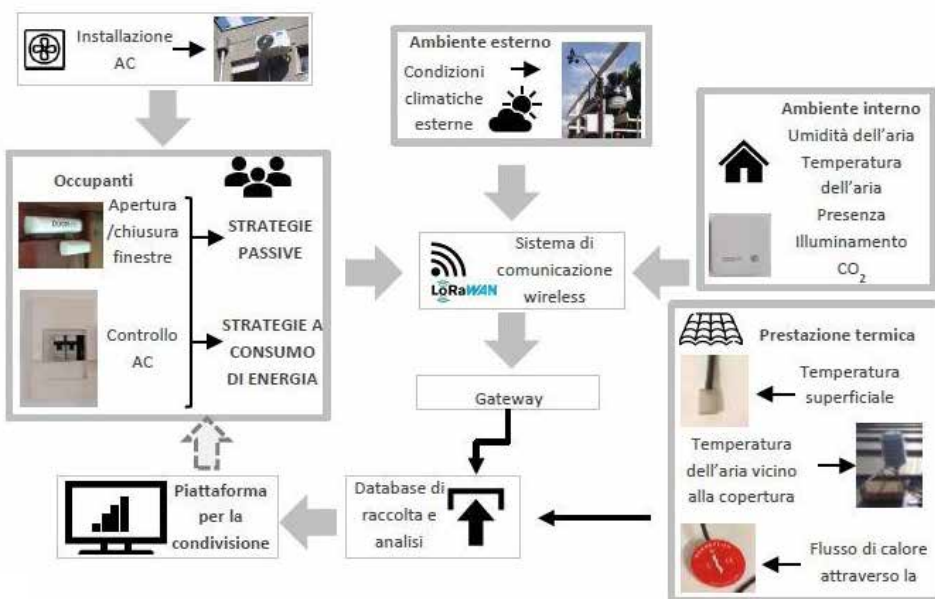 Installazione
AC
Ambiente esterno
Condizioni
climatiche
esterne
Ambiente interno
Umidità dell'aria
Temperatura
dell'aria
Presenza
Illuminamento
CO₂
Occupanti
Apertura
/chiusura
finestre
STRATEGIE
PASSIVE
Controllo
AC
STRATEGIE A
CONSUMO
DI ENERGIA
Sistema di
comunicazione
wireless
LoRaWAN
Gateway
Prestazione termica
Temperatura
superficiale
Temperatura
dell'aria vicino
alla copertura
Flusso di calore
attraverso la
Database di
raccolta e
analisi
Piattaforma
per la
condivisione